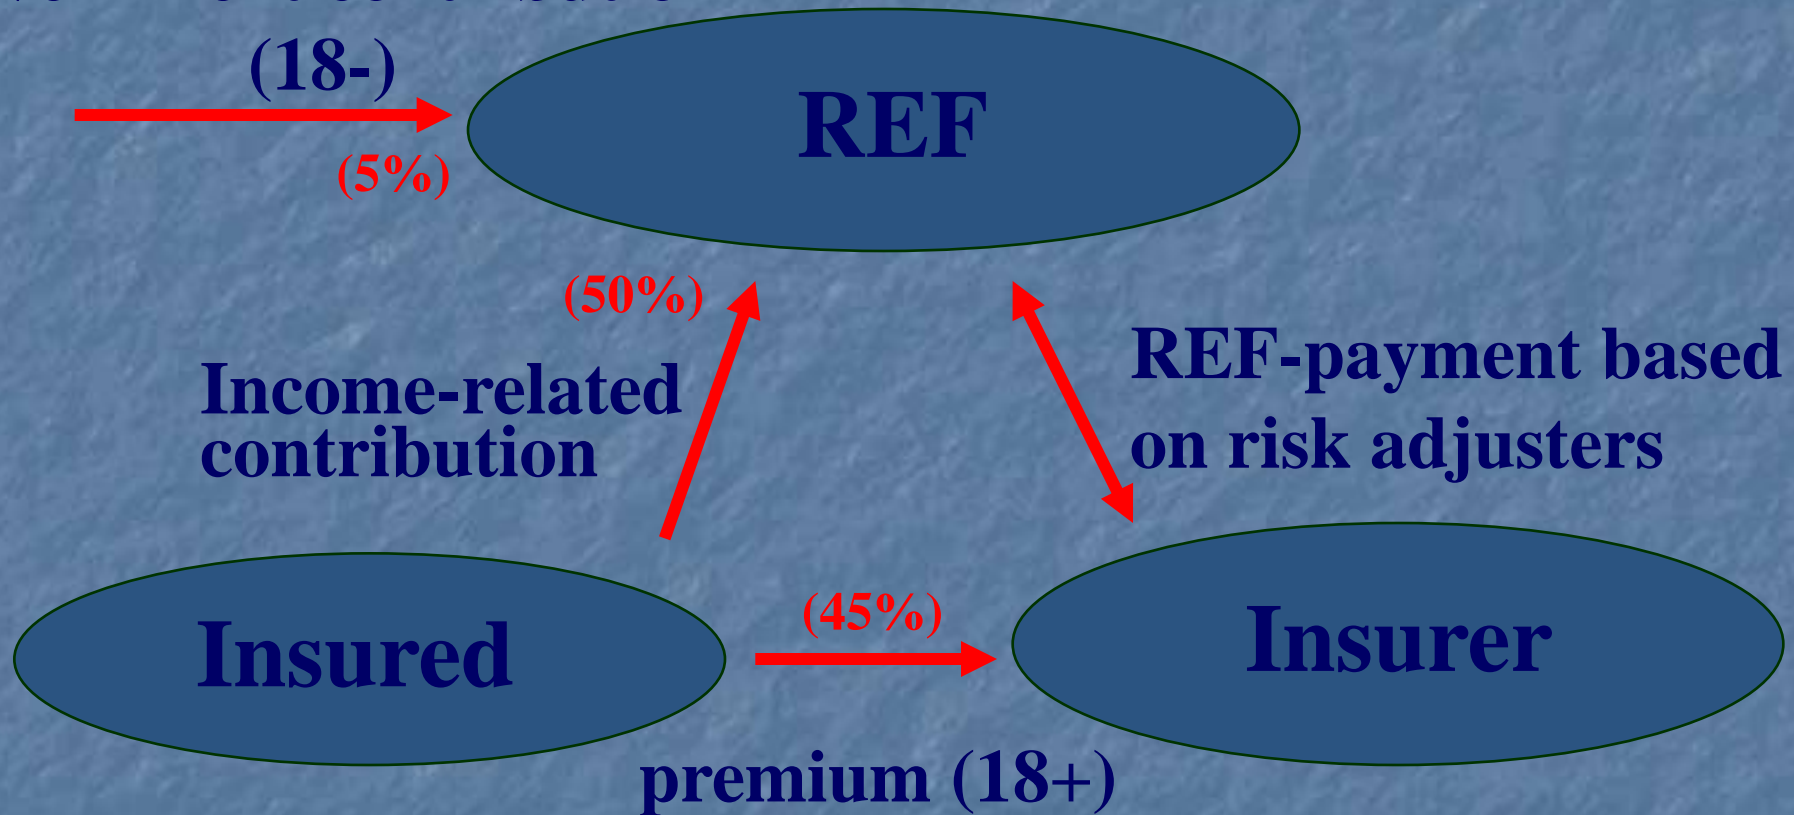 (18-)
REF
(5%)
(50%)
Income-related
contribution
REF-payment based
on risk adjusters
Insured
(45%)
Insurer
premium (18+)